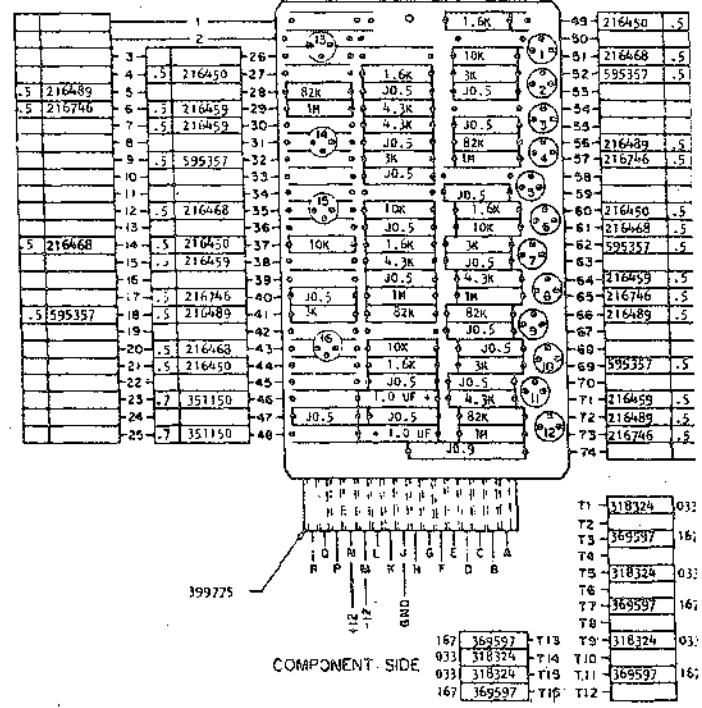 1 1.6K 49 216450 .5
2 13 50
3 26 10K 1 51 216468 .5
4 .5 216450 27 1.6K 3K 52 595357 .5
.5 216489 5 28 82K J0.5 J0.5 2 53
.5 216746 6 .5 216459 29 1M 4.3K 54
7 .5 216459 30 4.3K J0.5 3 55
8 31 14 J0.5 82K 56 216489 .5
9 .5 595357 32 3K 1M 4 57 216746 .5
10 33 J0.5 58
11 34 J0.5 5 59
12 .5 216468 35 15 10K 1.6K 60 216450 .5
13 36 J0.5 10K 6 61 216468 .5
.5 216468 14 .5 216450 37 10K 1.6K 3K 62 595357 .5
15 .5 216459 38 4.3K J0.5 7 63
16 39 J0.5 4.3K 64 216459 .5
17 .5 216746 40 J0.5 1M 1M 8 65 216746 .5
.5 595357 18 .5 216489 41 3K 82K 82K 66 216489 .5
19 42 J0.5 9 67
20 .5 216468 43 16 10K J0.5 68
21 .5 216450 44 1.6K 3K 10 69 595357 .5
22 45 J0.5 J0.5 70
23 .7 351150 46 1.0 UF + 4.3K 11 71 216459 .5
24 47 J0.5 J0.5 82K 72 216489 .5
25 .7 351150 48 + 1.0 UF 1M 12 73 216746 .5
J0.9 74
R Q P N M L K J H G F E D C B A
+12 -12 GND
399775
COMPONENT SIDE
T1 318324 033
T2
T3 369597 167
T4
T5 318324 033
T6
T7 369597 167
T8
167 369597 T13 T9 318324 033
033 318324 T14 T10
033 318324 T15 T11 369597 167
167 369597 T16 T12